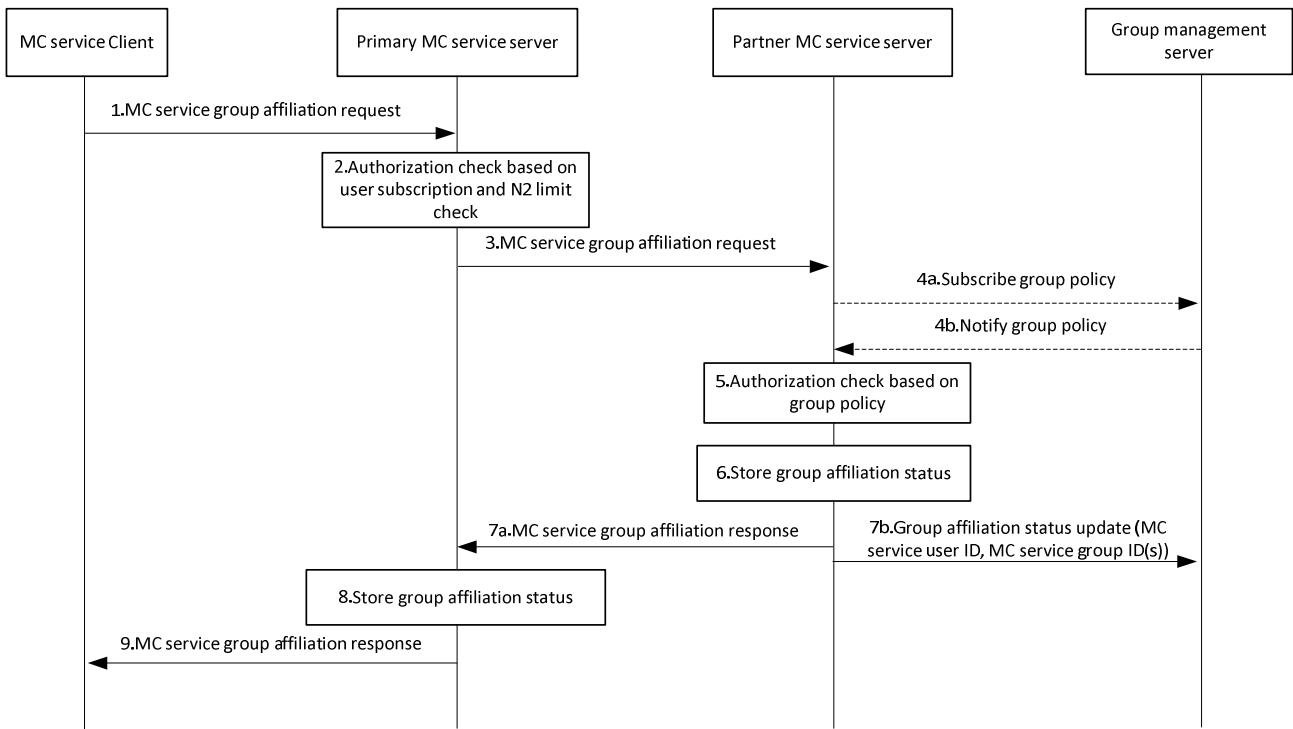 MC service Client
Primary MC service server
Partner MC service server
Group management
server
1.MC service group affiliation request
2.Authorization check based on
user subscription and N2 limit
check
3.MC service group affiliation request
4a.Subscribe group policy
4b.Notify group policy
5.Authorization check based on
group policy
6.Store group affiliation status
7a.MC service group affiliation response
7b.Group affiliation status update (MC
service user ID, MC service group ID(s))
8.Store group affiliation status
9.MC service group affiliation response